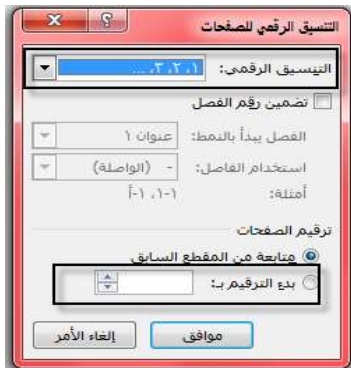 التنسيق الرقمي للصفحات
التنسيق الرقمي: ١، ٢، ٣، ...
تضمين رقم الفصل
الفصل يبدأ بالنمط: عنوان ١
استخدام الفاصل: - (الواصلة)
أمثلة: ١-١، ١-أ
ترقيم الصفحات
متابعة من المقطع السابق
بدء الترقيم بـ:
موافق إلغاء الأمر